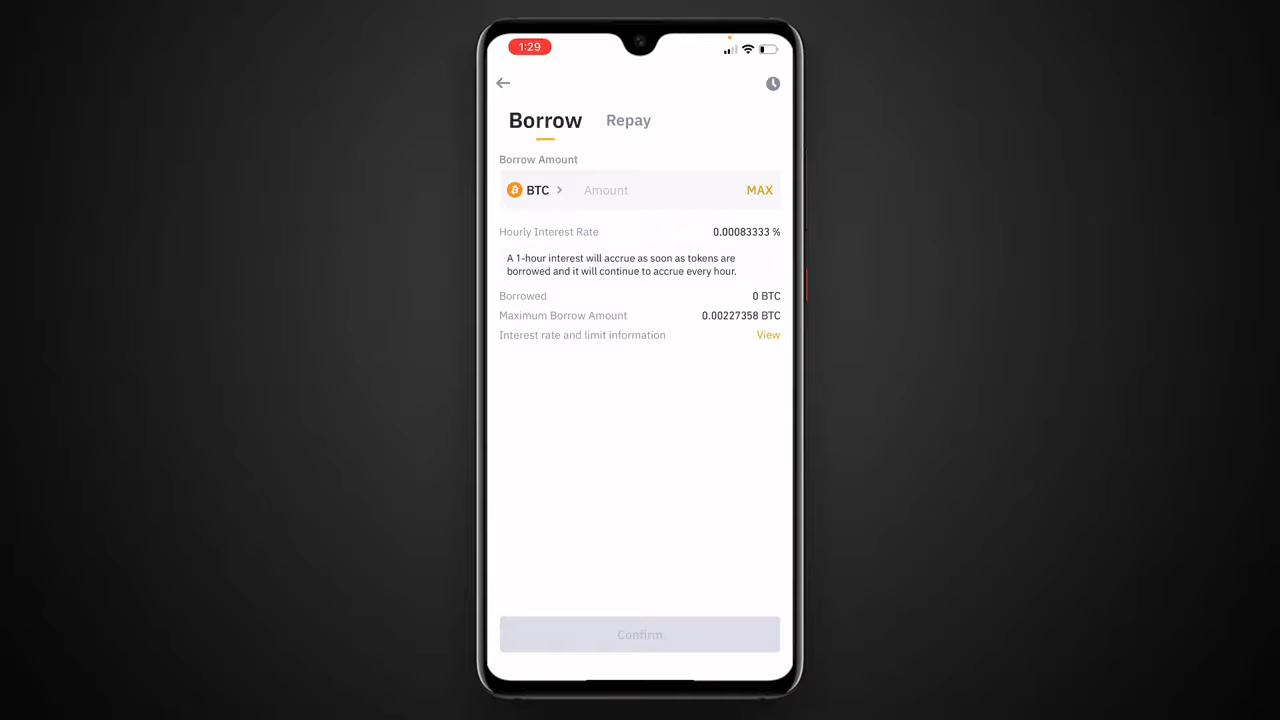 1:29
Borrow Repay
Borrow Amount
BTC > Amount MAX
Hourly Interest Rate 0.00083333 %
A 1-hour interest will accrue as soon as tokens are
borrowed and it will continue to accrue every hour.
Borrowed 0 BTC
Maximum Borrow Amount 0.00227358 BTC
Interest rate and limit information View
Confirm